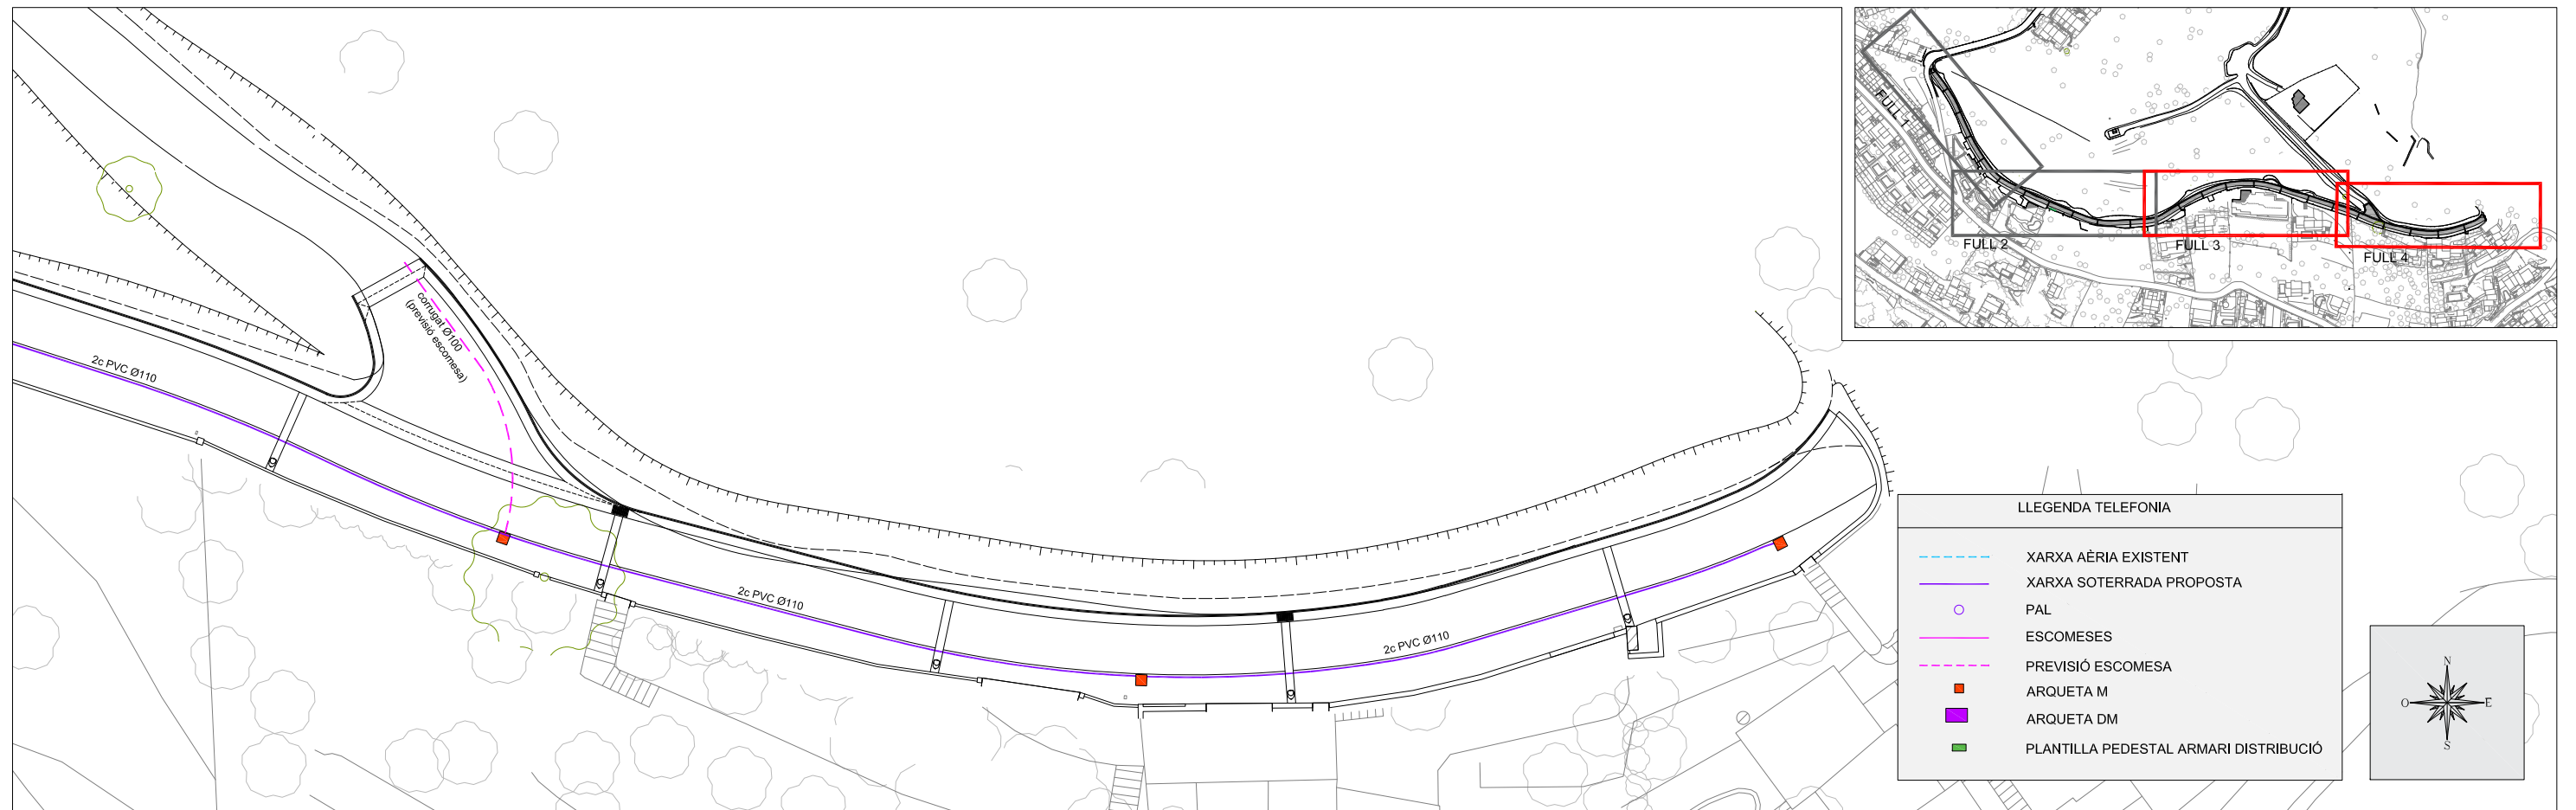 FULL 1
FULL 2
FULL 3
FULL 4
corrugat Ø100
(previsió escomesa)
2c PVC Ø110
2c PVC Ø110
2c PVC Ø110
LLEGENDA TELEFONIA
XARXA AÈRIA EXISTENT
XARXA SOTERRADA PROPOSTA
PAL
ESCOMESES
PREVISIÓ ESCOMESA
ARQUETA M
ARQUETA DM
PLANTILLA PEDESTAL ARMARI DISTRIBUCIÓ
N
O E
S